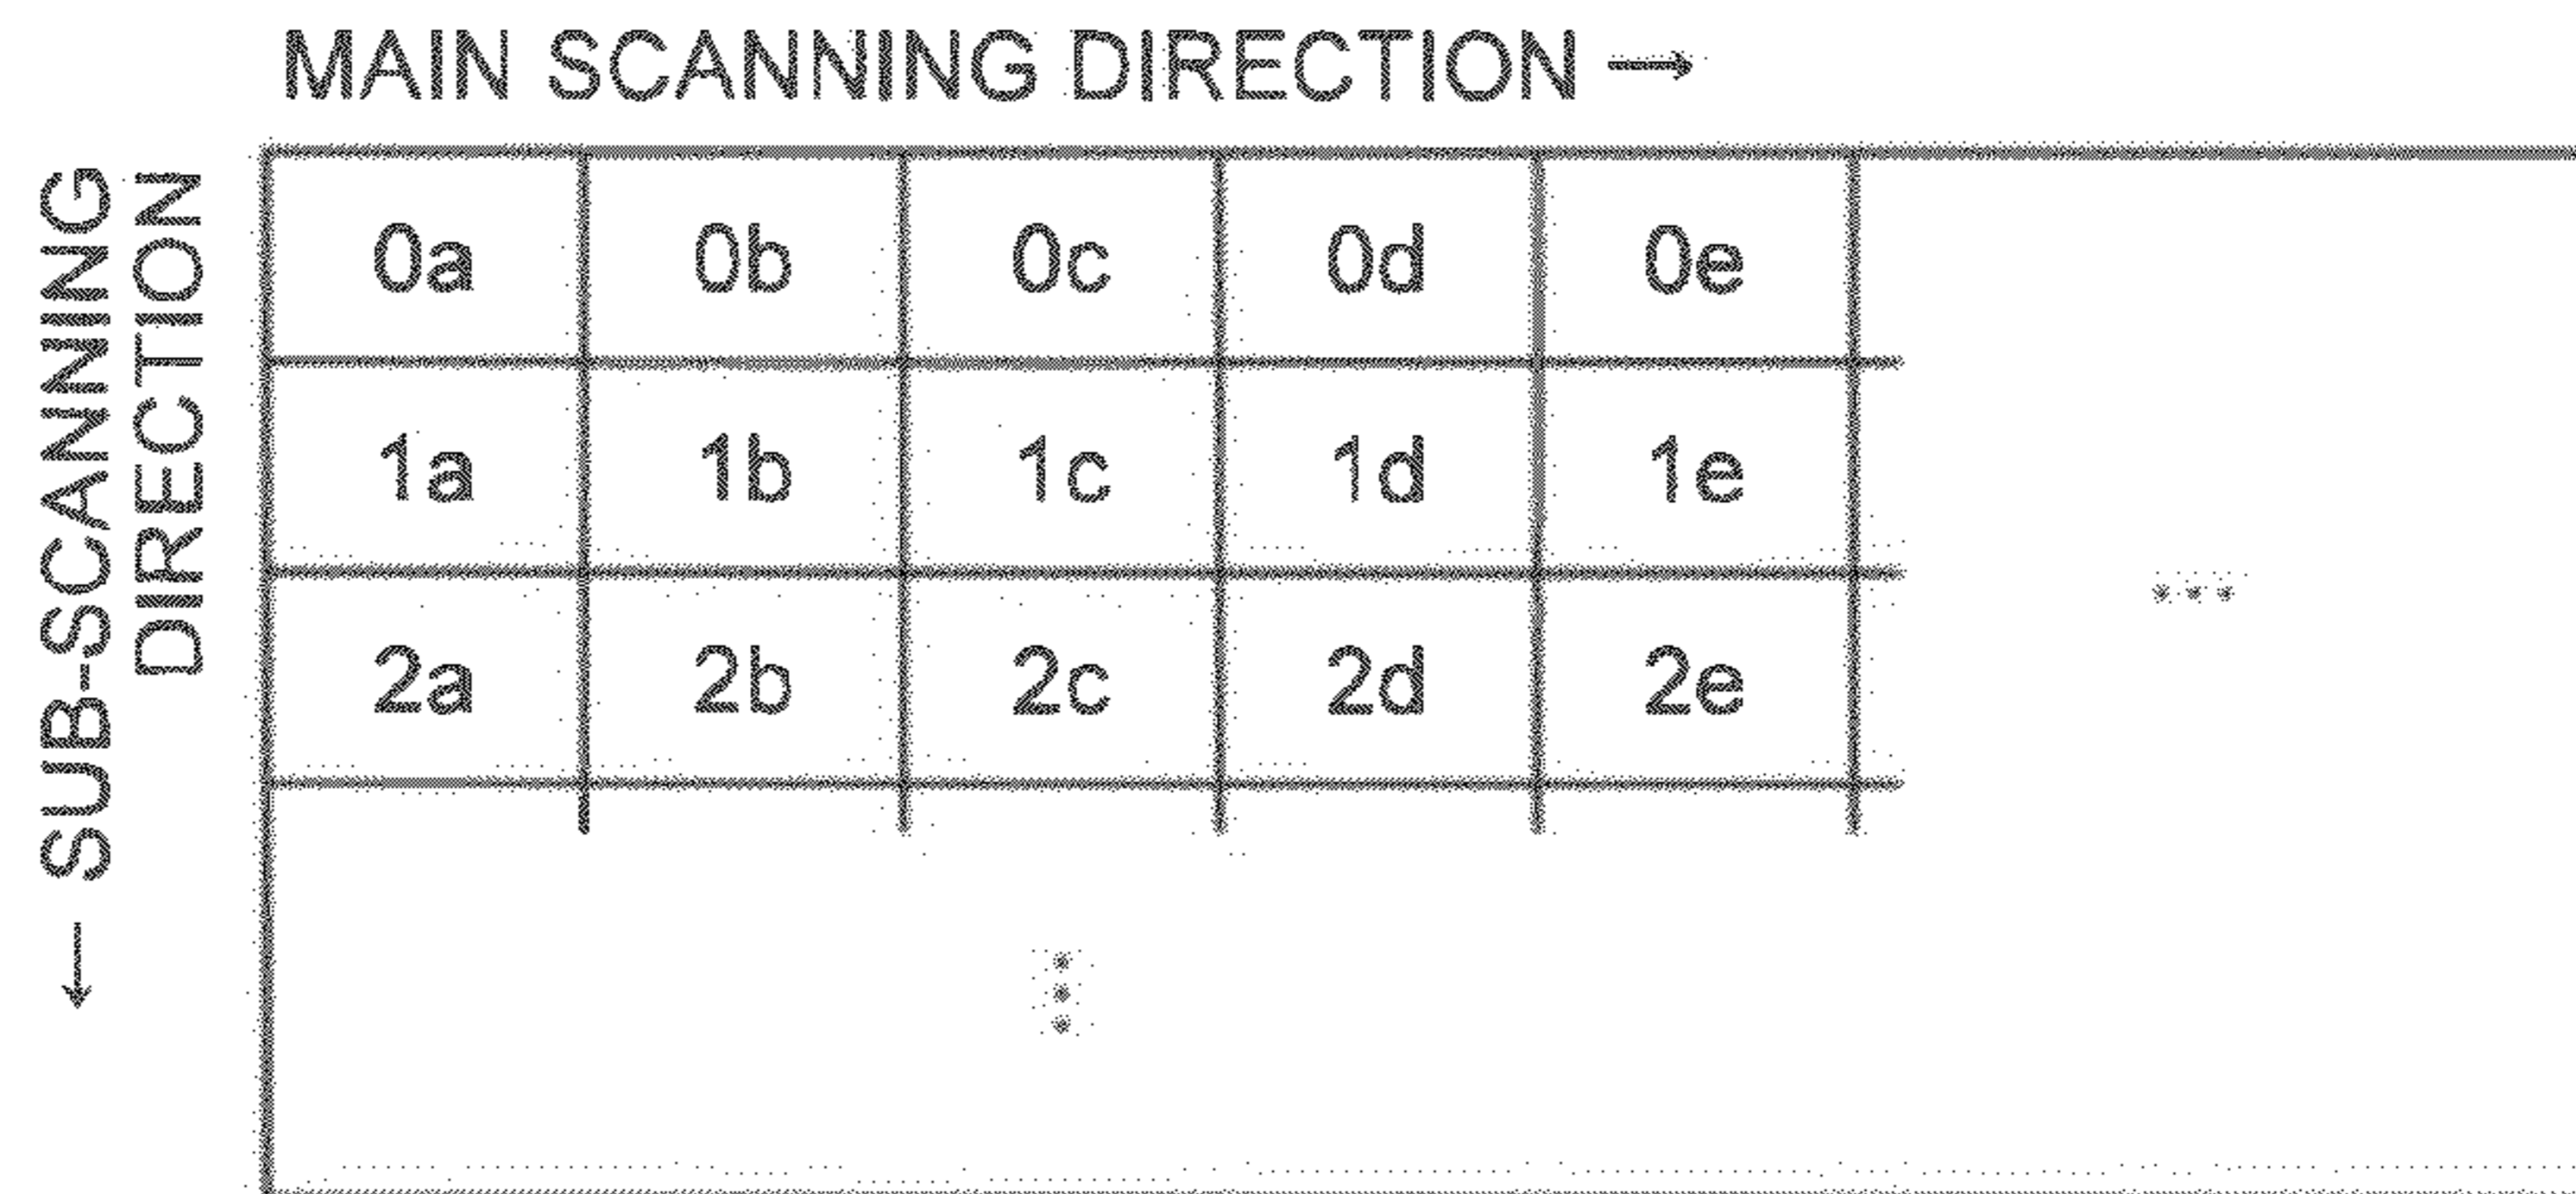 MAIN SCANNING DIRECTION →
← SUB-SCANNING
DIRECTION
0a 0b 0c 0d 0e
1a 1b 1c 1d 1e
2a 2b 2c 2d 2e